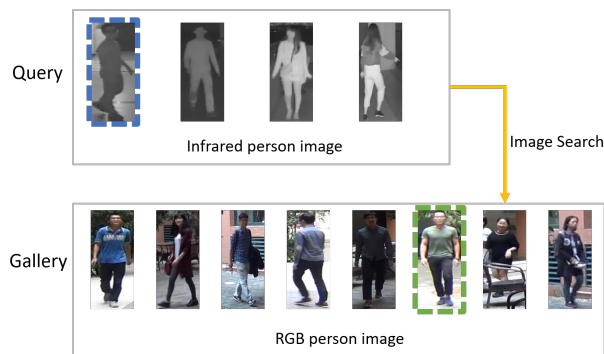 Query
Infrared person image
Image Search
Gallery
RGB person image